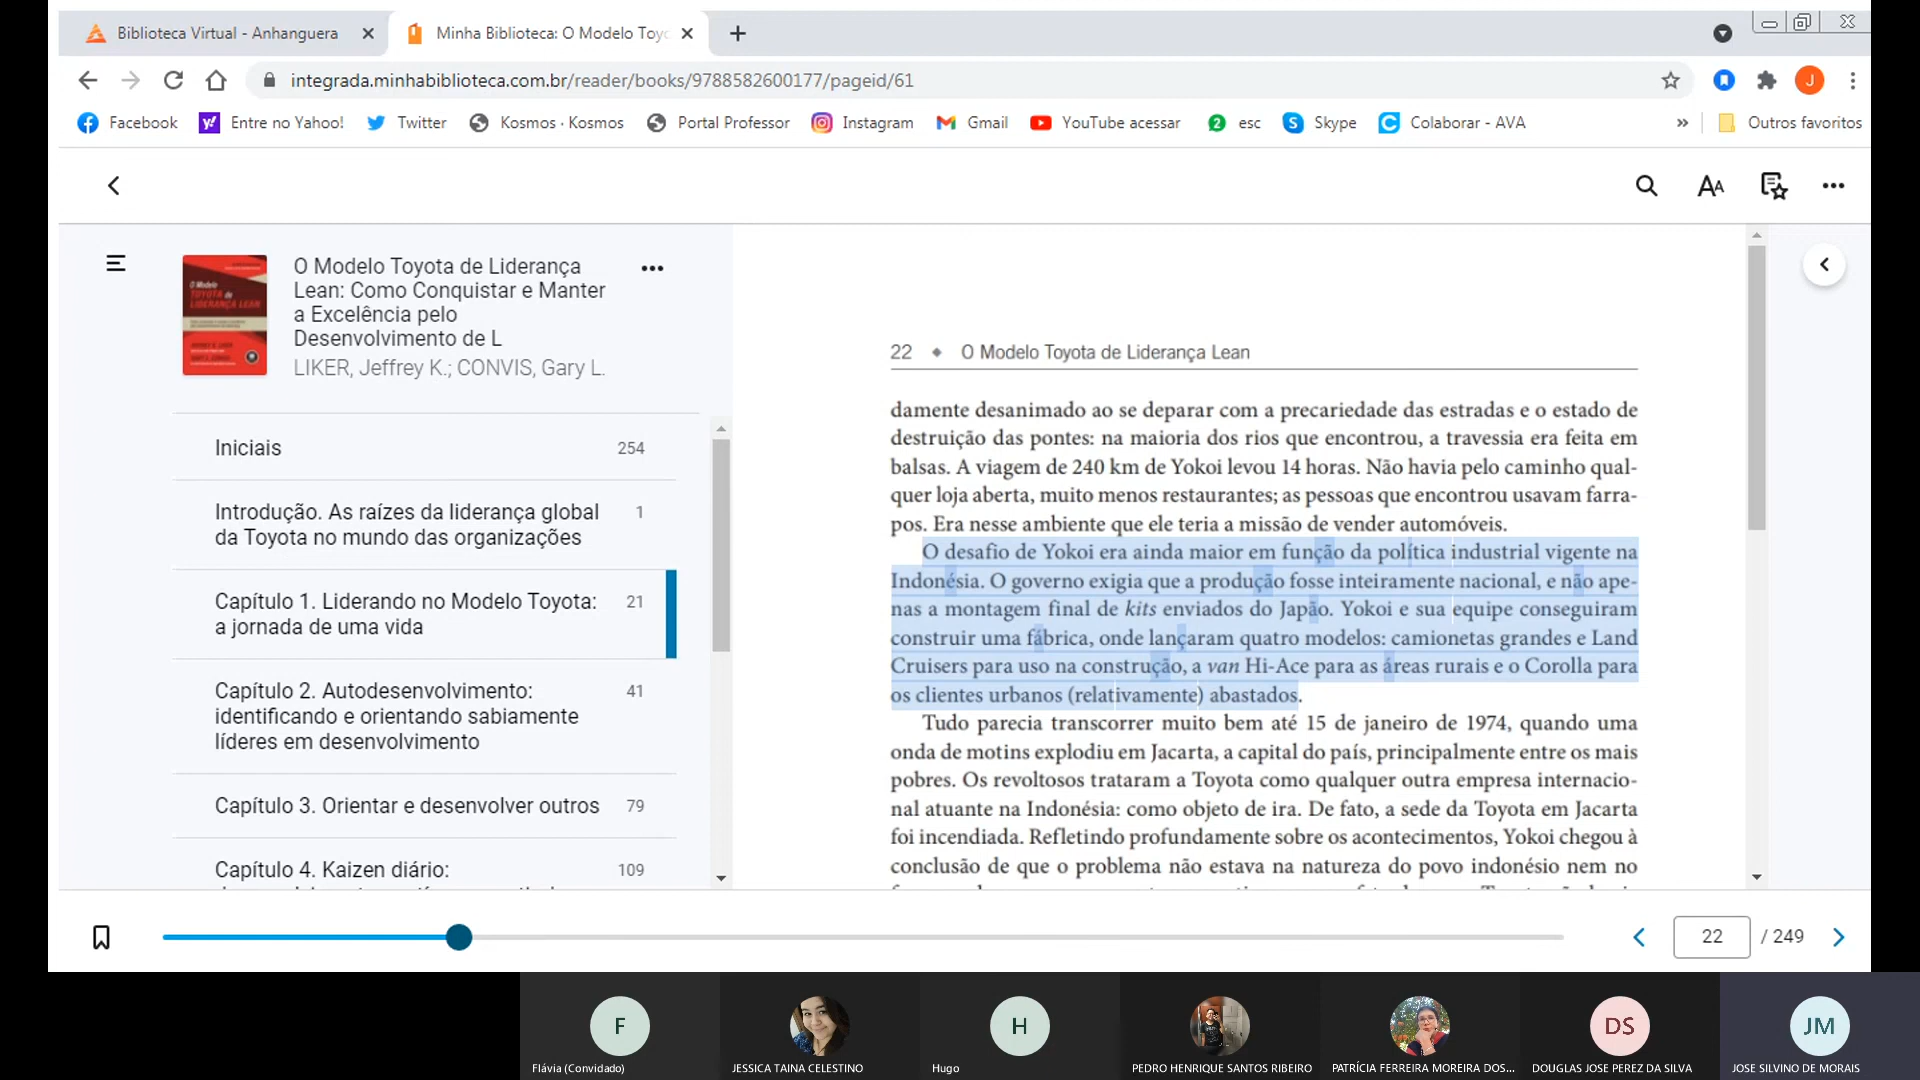 Biblioteca Virtual - Anhanguera
Minha Biblioteca: O Modelo Toyo
integrada.minhabiblioteca.com.br/reader/books/9788582600177/pageid/61
J
Facebook
Entre no Yahoo!
Twitter
Kosmos · Kosmos
Portal Professor
Instagram
Gmail
YouTube acessar
2
esc
Skype
Colaborar - AVA
»
Outros favoritos
O Modelo Toyota de Liderança
Lean: Como Conquistar e Manter
a Excelência pelo
Desenvolvimento de L
LIKER, Jeffrey K.; CONVIS, Gary L.
Iniciais 254
Introdução. As raízes da liderança global 1
da Toyota no mundo das organizações
Capítulo 1. Liderando no Modelo Toyota: 21
a jornada de uma vida
Capítulo 2. Autodesenvolvimento: 41
identificando e orientando sabiamente
líderes em desenvolvimento
Capítulo 3. Orientar e desenvolver outros 79
Capítulo 4. Kaizen diário: 109
22 ◆ O Modelo Toyota de Liderança Lean
damente desanimado ao se deparar com a precariedade das estradas e o estado de
destruição das pontes: na maioria dos rios que encontrou, a travessia era feita em
balsas. A viagem de 240 km de Yokoi levou 14 horas. Não havia pelo caminho qual-
quer loja aberta, muito menos restaurantes; as pessoas que encontrou usavam farra-
pos. Era nesse ambiente que ele teria a missão de vender automóveis.
O desafio de Yokoi era ainda maior em função da política industrial vigente na
Indonésia. O governo exigia que a produção fosse inteiramente nacional, e não ape-
nas a montagem final de kits enviados do Japão. Yokoi e sua equipe conseguiram
construir uma fábrica, onde lançaram quatro modelos: camionetas grandes e Land
Cruisers para uso na construção, a van Hi-Ace para as áreas rurais e o Corolla para
os clientes urbanos (relativamente) abastados.
Tudo parecia transcorrer muito bem até 15 de janeiro de 1974, quando uma
onda de motins explodiu em Jacarta, a capital do país, principalmente entre os mais
pobres. Os revoltosos trataram a Toyota como qualquer outra empresa internacio-
nal atuante na Indonésia: como objeto de ira. De fato, a sede da Toyota em Jacarta
foi incendiada. Refletindo profundamente sobre os acontecimentos, Yokoi chegou à
conclusão de que o problema não estava na natureza do povo indonésio nem no
22 / 249
F
H
DS
JM
Flávia (Convidado)
JESSICA TAINA CELESTINO
Hugo
PEDRO HENRIQUE SANTOS RIBEIRO
PATRÍCIA FERREIRA MOREIRA DOS...
DOUGLAS JOSE PEREZ DA SILVA
JOSE SILVINO DE MORAIS